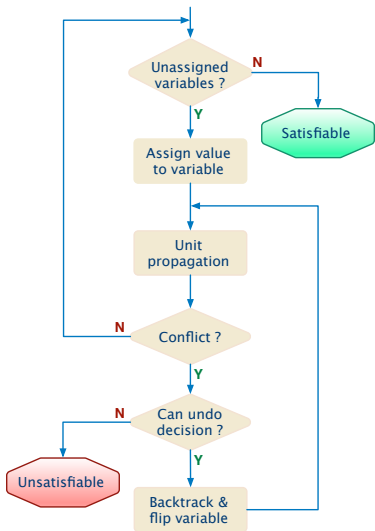 Unassigned
variables ?
N
Y
Satisfiable
Assign value
to variable
Unit
propagation
N
Conflict ?
Y
N
Can undo
decision ?
Y
Unsatisfiable
Backtrack &
flip variable